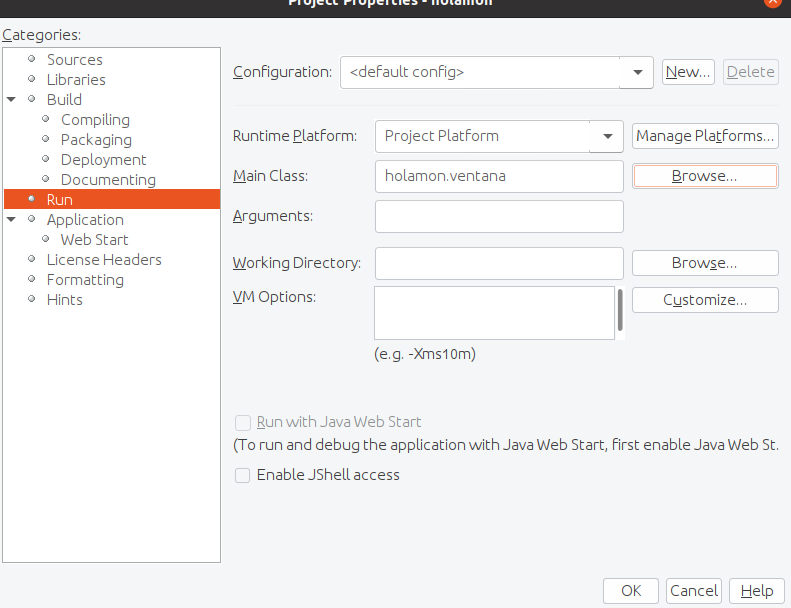 Project Properties - holamon
Categories:
Sources
Libraries
Build
Compiling
Packaging
Deployment
Documenting
Run
Application
Web Start
License Headers
Formatting
Hints
Configuration: <default config> New... Delete
Runtime Platform: Project Platform Manage Platforms...
Main Class: holamon.ventana Browse...
Arguments:
Working Directory: Browse...
VM Options: Customize...
(e.g. -Xms10m)
Run with Java Web Start
(To run and debug the application with Java Web Start, first enable Java Web St.
Enable JShell access
OK Cancel Help